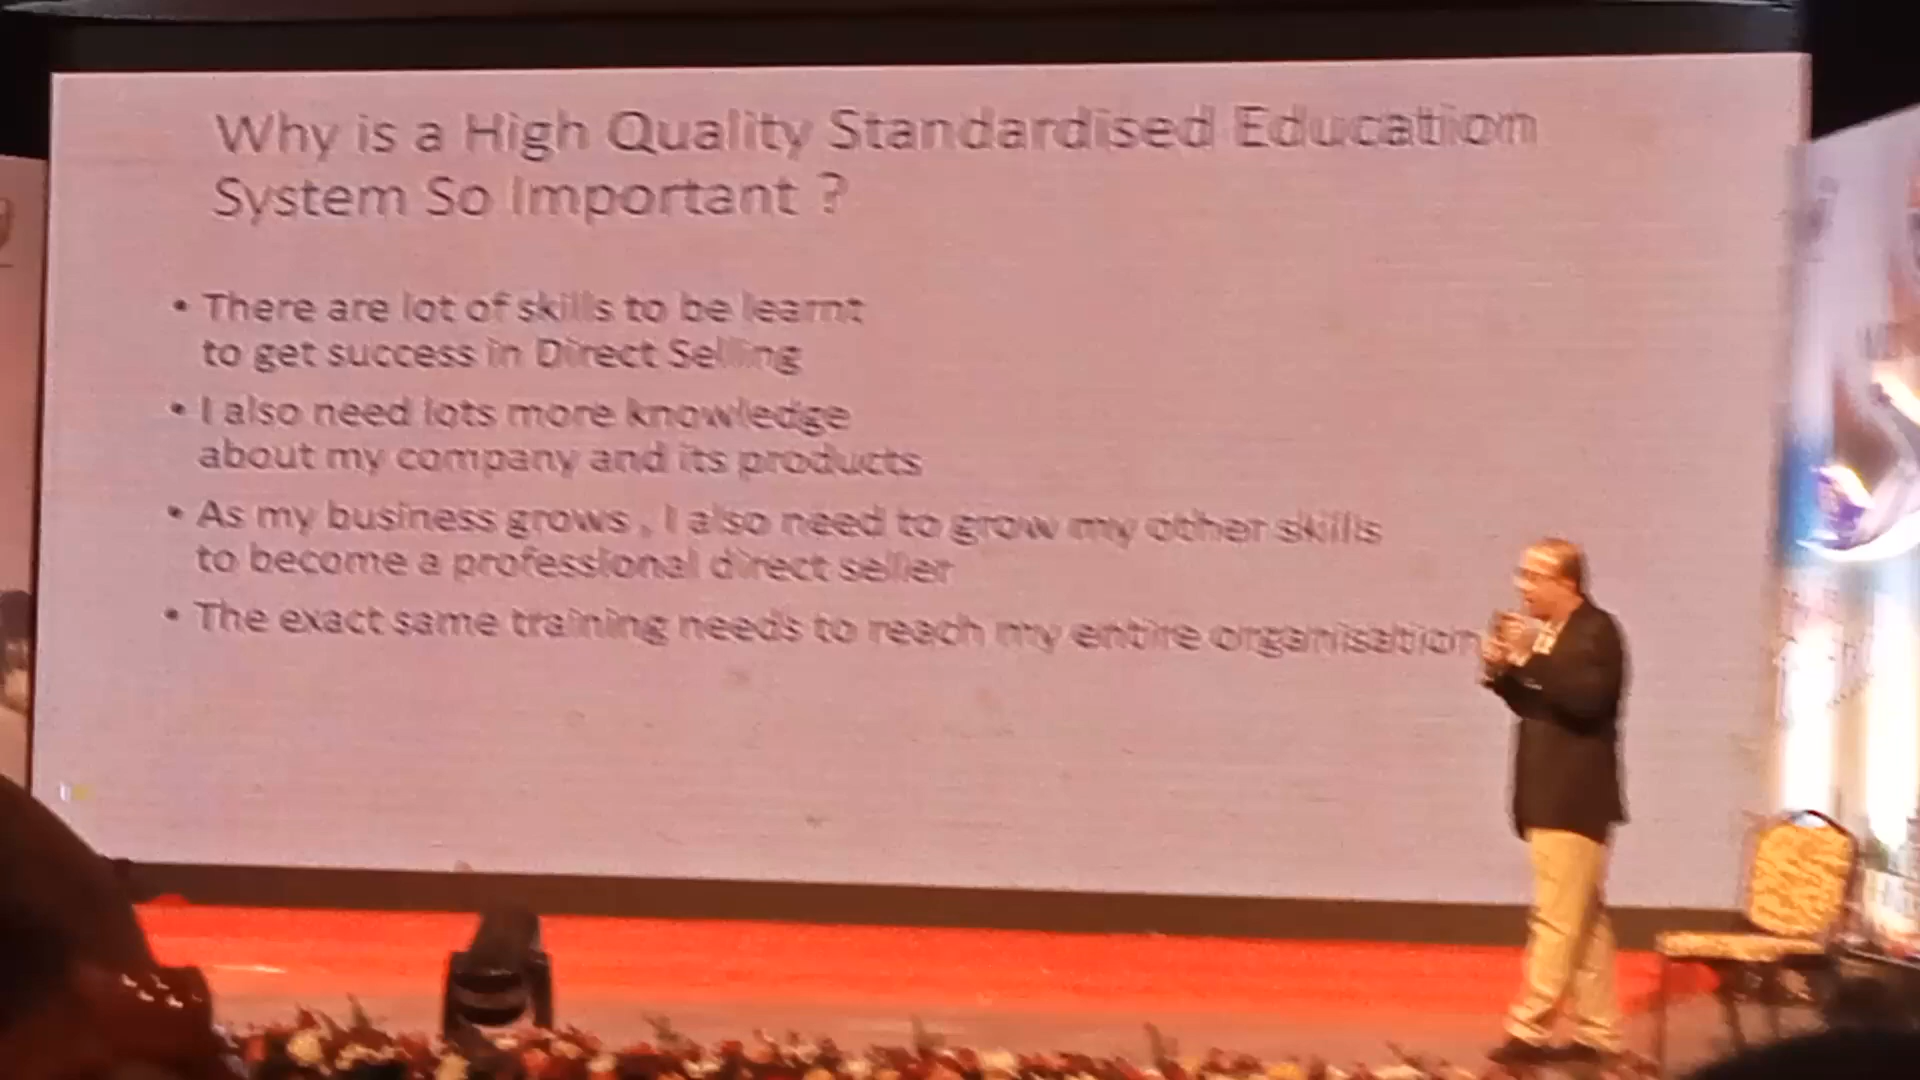 Why is a High Quality Standardised Education
System So Important ?
• There are lot of skills to be learnt
to get success in Direct Selling
• I also need lots more knowledge
about my company and its products
• As my business grows , I also need to grow my other skills
to become a professional direct seller
• The exact same training needs to reach my entire organisation